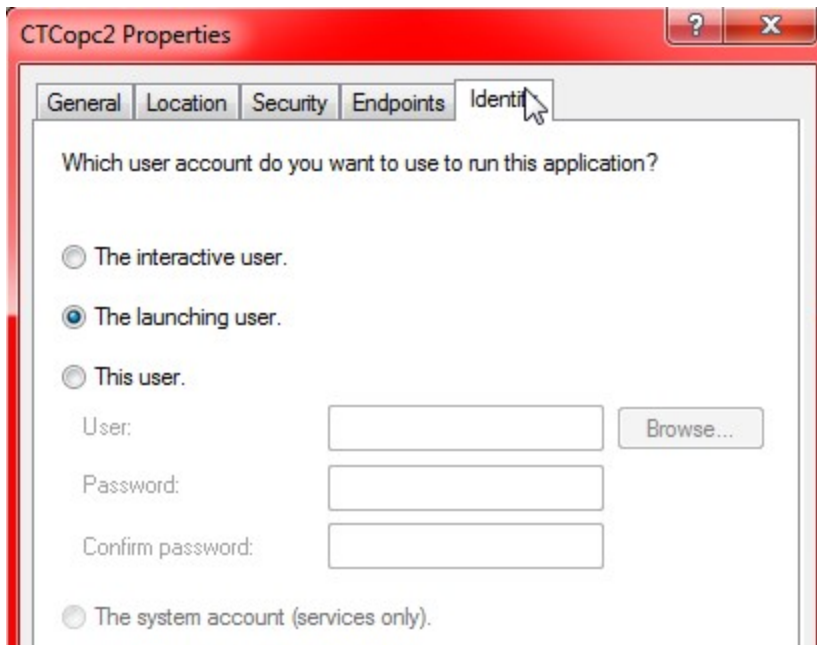 CTCopc2 Properties
?
X
General Location Security Endpoints Identity
Which user account do you want to use to run this application?
The interactive user.
The launching user.
This user.
User: Browse...
Password:
Confirm password:
The system account (services only).